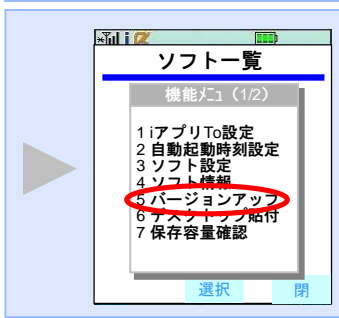 ソフト一覧
機能ﾒﾆｭ（1/2）
1 iアプリTo設定
2 自動起動時刻設定
3 ソフト設定
4 ソフト情報
5 バージョンアップ
6 デスクトップ貼付
7 保存容量確認
選択 閉